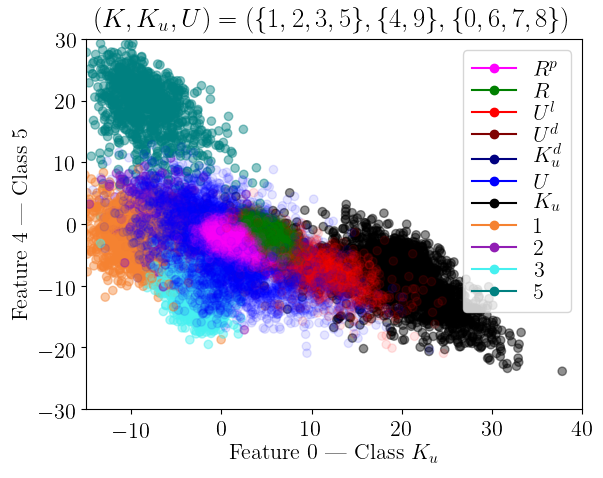 (K, K_u, U) = ({1, 2, 3, 5}, {4, 9}, {0, 6, 7, 8})
R^p
R
U^l
U^d
K_u^d
U
K_u
1
2
3
5
30
20
10
0
−10
−20
−30
Feature 4 — Class 5
−10 0 10 20 30 40
Feature 0 — Class K_u